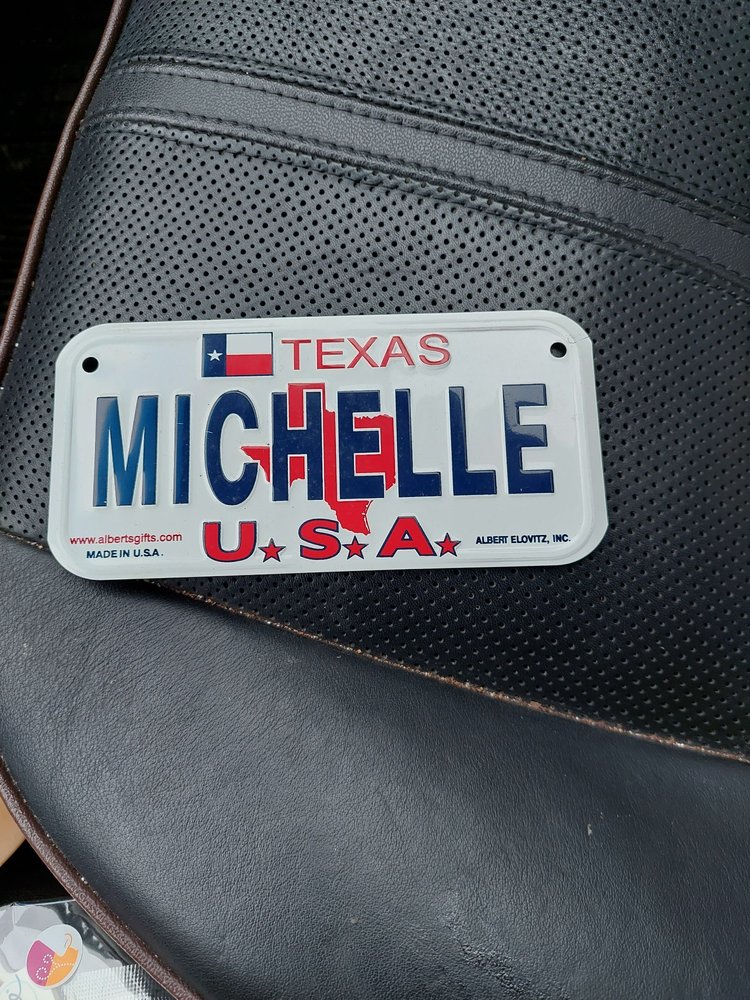 TEXAS
MICHELLE
U.S.A.
www.albertsgifts.com
MADE IN U.S.A.
ALBERT ELOVITZ, INC.